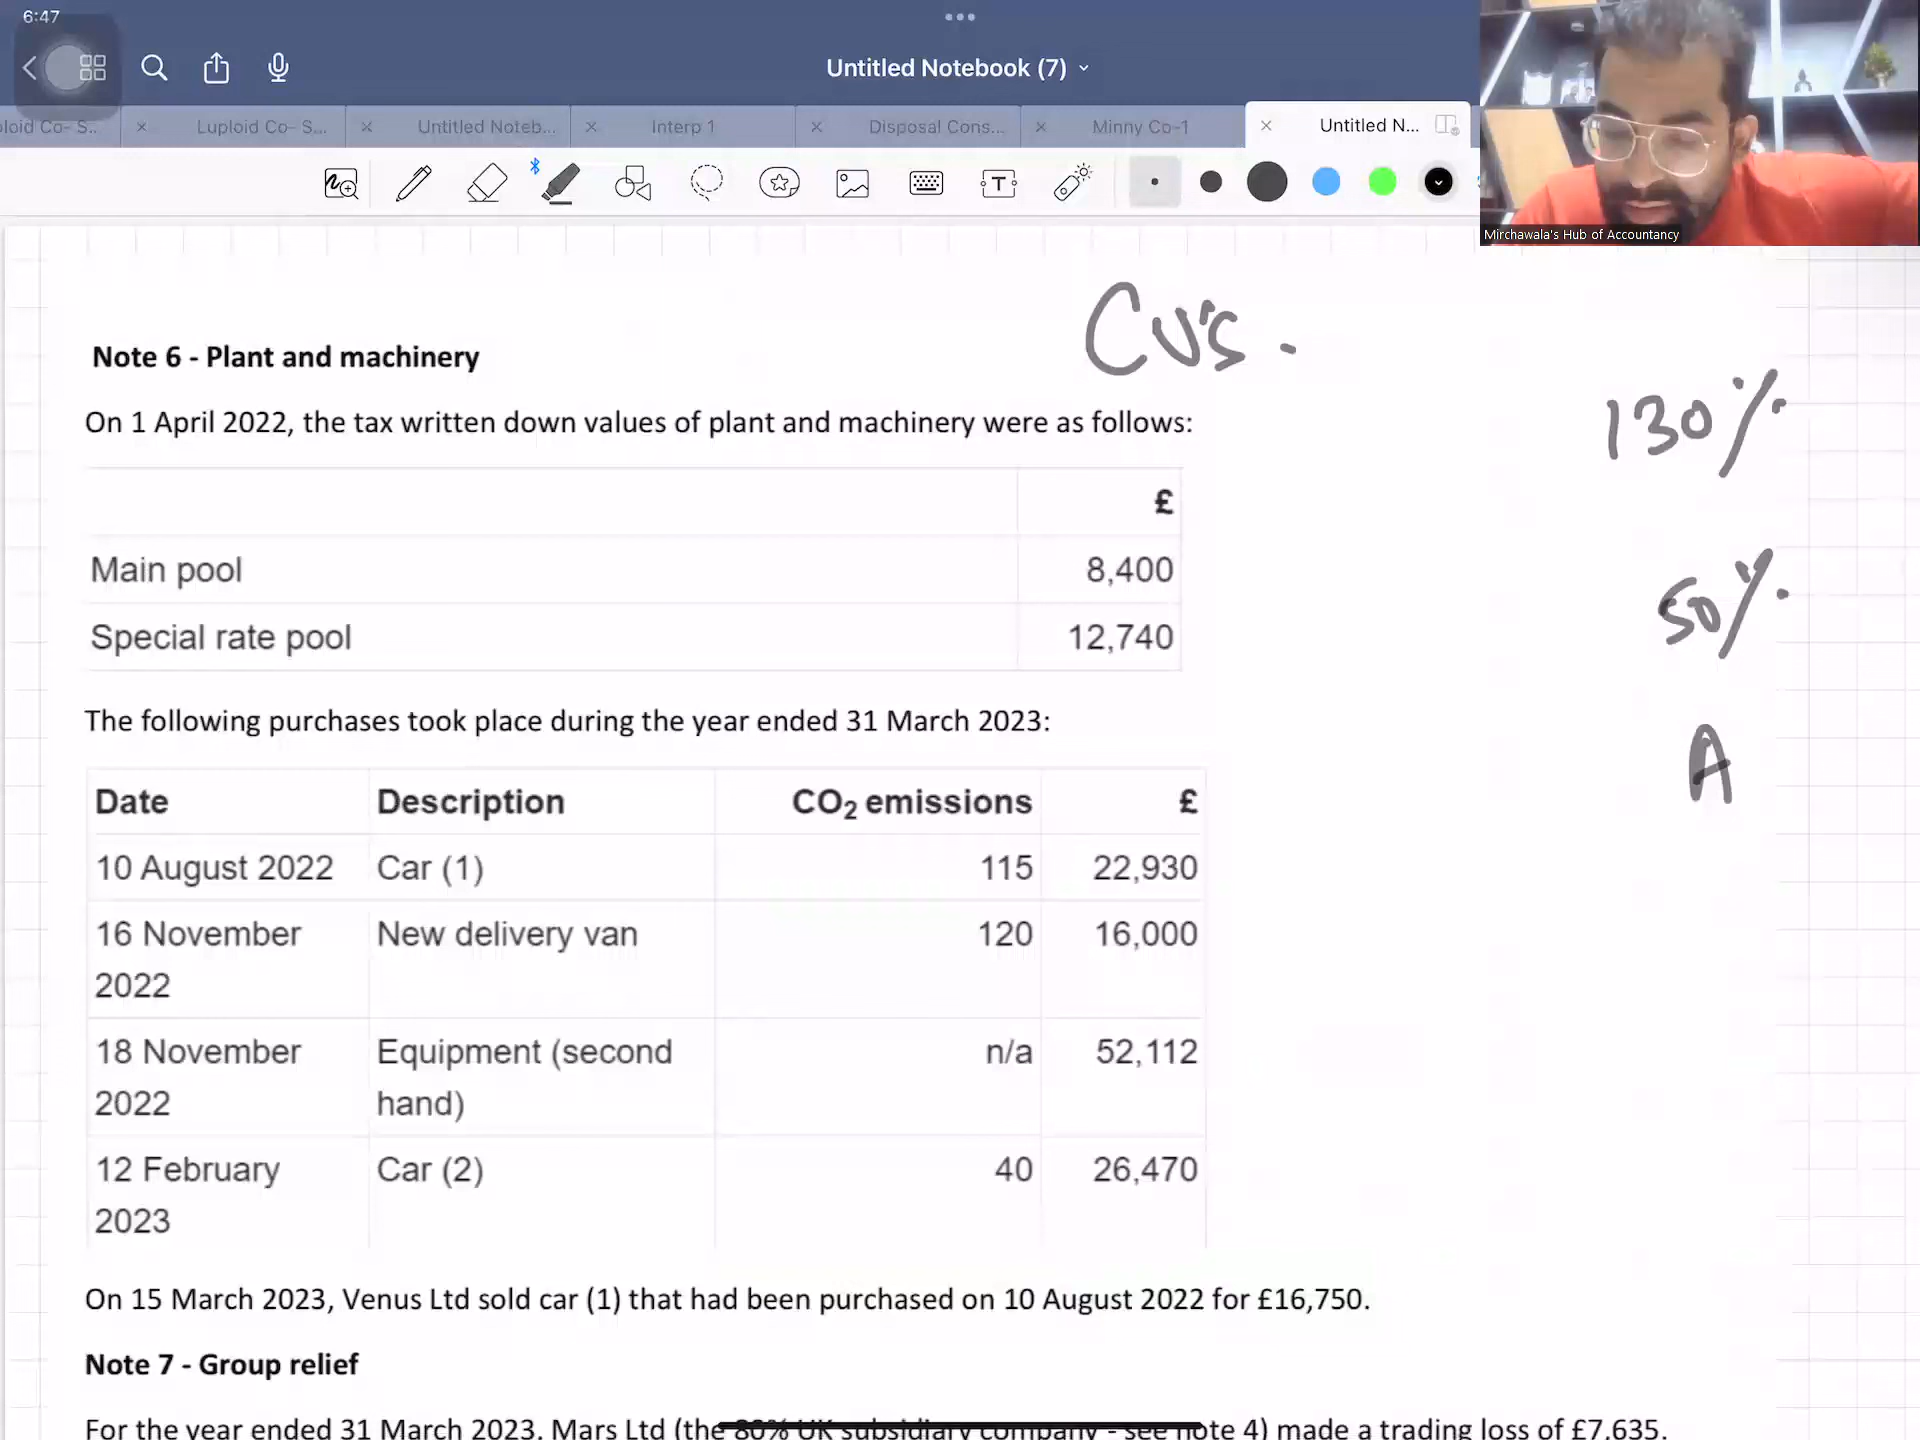 6:47
Untitled Notebook (7)
loid Co- S...
Luploid Co- S...
Untitled Noteb...
Interp 1
Disposal Cons...
Minny Co-1
Untitled N...
T
Mirchawala's Hub of Accountancy
CU's.
Note 6 - Plant and machinery
130%
On 1 April 2022, the tax written down values of plant and machinery were as follows:
£
Main pool 8,400
50%
Special rate pool 12,740
The following purchases took place during the year ended 31 March 2023:
A
Date Description CO₂ emissions £
10 August 2022 Car (1) 115 22,930
16 November New delivery van 120 16,000
2022
18 November Equipment (second n/a 52,112
2022 hand)
12 February Car (2) 40 26,470
2023
On 15 March 2023, Venus Ltd sold car (1) that had been purchased on 10 August 2022 for £16,750.
Note 7 - Group relief
For the year ended 31 March 2023, Mars Ltd (the 80% UK subsidiary company - see note 4) made a trading loss of £7,635.